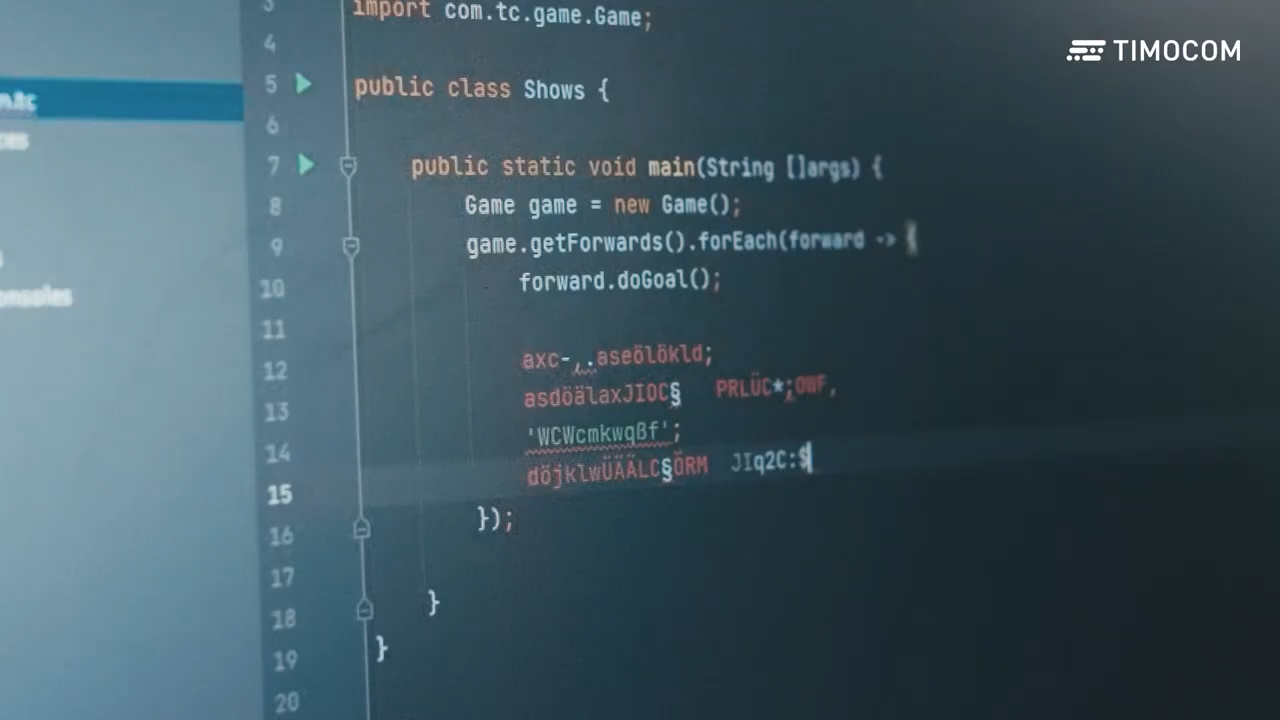 TIMOCOM
3 import com.tc.game.Game;
4
5 public class Shows {
6
7 public static void main(String []args) {
8 Game game = new Game();
9 game.getForwards().forEach(forward -> {
10 forward.doGoal();
11
12 axc-,.aseölökld;
13 asdöälaxJIOC§ PRLÜC*;OWF,
14 'WCWcmkwqßf';
15 döjklwÜÄÄLC§ÖRM JIq2C:$
16 });
17
18 }
19 }
20